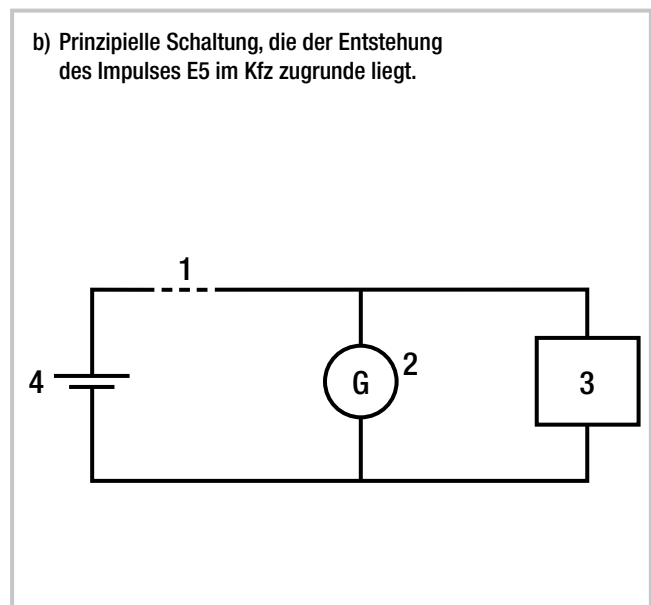 b) Prinzipielle Schaltung, die der Entstehung
des Impulses E5 im Kfz zugrunde liegt.
1
2
G
3
4